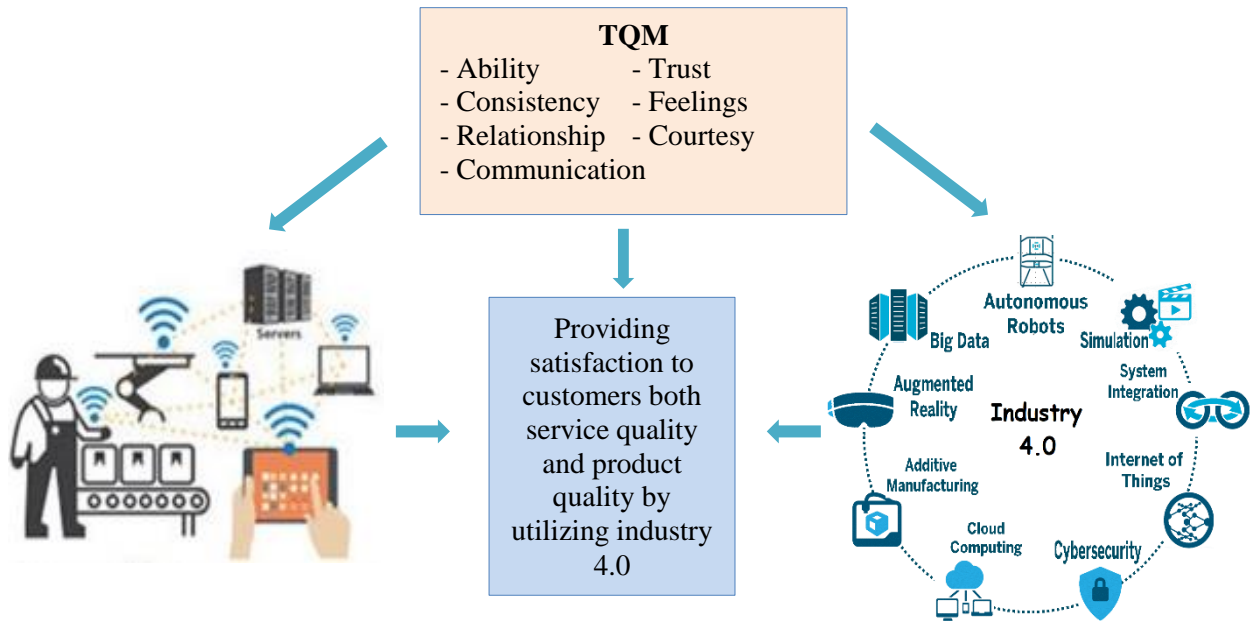 TQM
- Ability - Trust
- Consistency - Feelings
- Relationship - Courtesy
- Communication
Servers
Providing
satisfaction to
customers both
service quality
and product
quality by
utilizing industry
4.0
Autonomous
Robots
Simulation
System
Integration
Internet of
Things
Cybersecurity
Cloud
Computing
Additive
Manufacturing
Augmented
Reality
Big Data
Industry
4.0